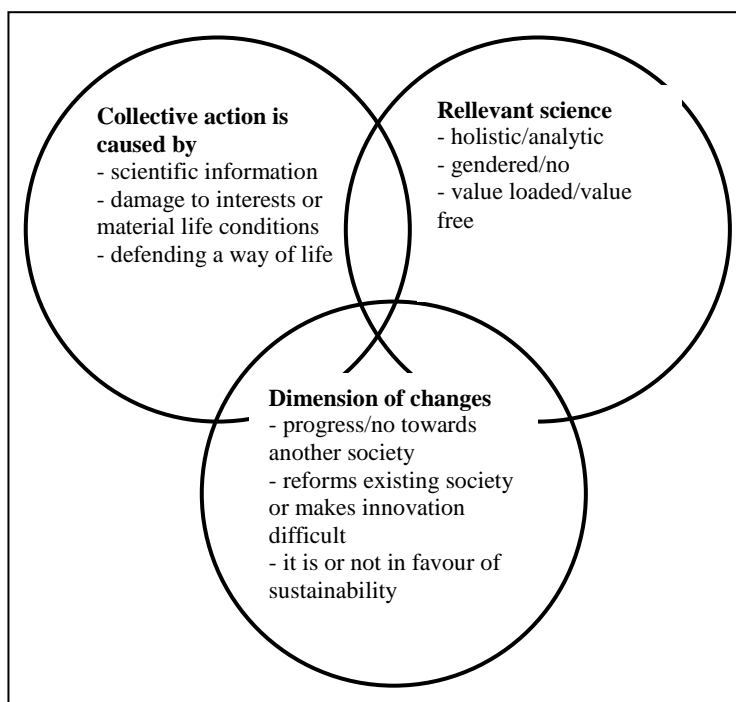 Collective action is
caused by
- scientific information
- damage to interests or
material life conditions
- defending a way of life
Rellevant science
- holistic/analytic
- gendered/no
- value loaded/value
free
Dimension of changes
- progress/no towards
another society
- reforms existing society
or makes innovation
difficult
- it is or not in favour of
sustainability